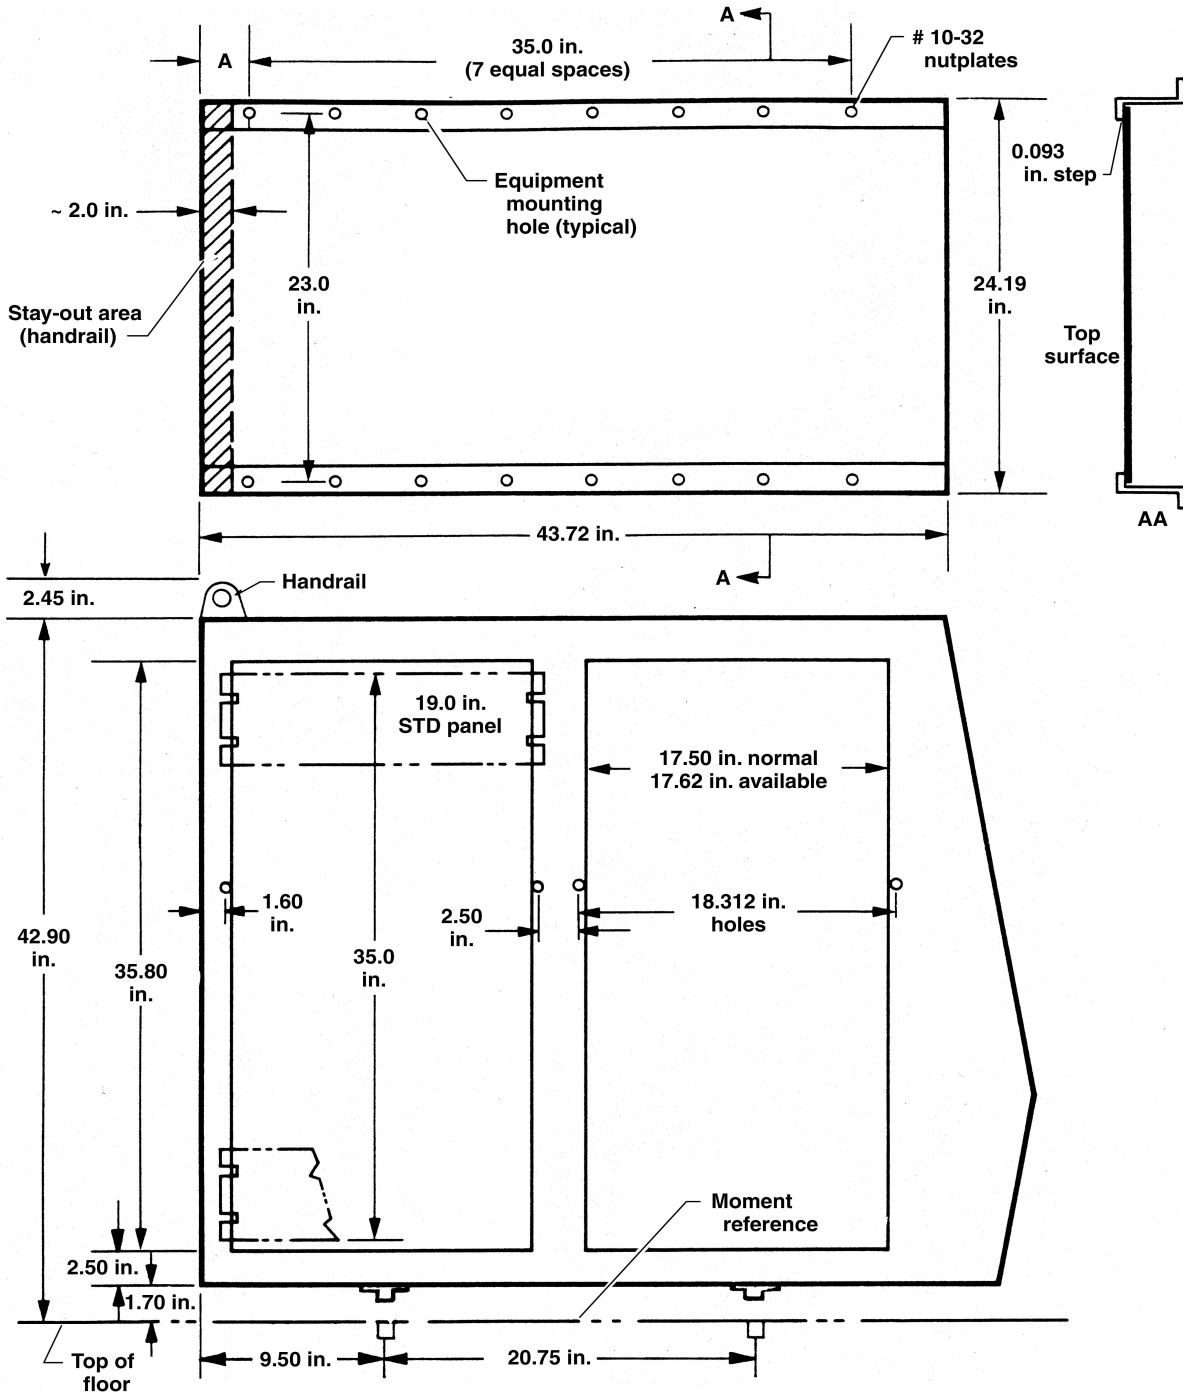 A
35.0 in.
(7 equal spaces)
A
# 10-32
nutplates
0.093
in. step
Equipment
mounting
hole (typical)
~ 2.0 in.
23.0
in.
24.19
in.
Stay-out area
(handrail)
Top
surface
AA
43.72 in.
A
Handrail
2.45 in.
19.0 in.
STD panel
17.50 in. normal
17.62 in. available
1.60
in.
2.50
in.
18.312 in.
holes
42.90
in.
35.80
in.
35.0
in.
Moment
reference
2.50 in.
1.70 in.
Top of
floor
9.50 in.
20.75 in.